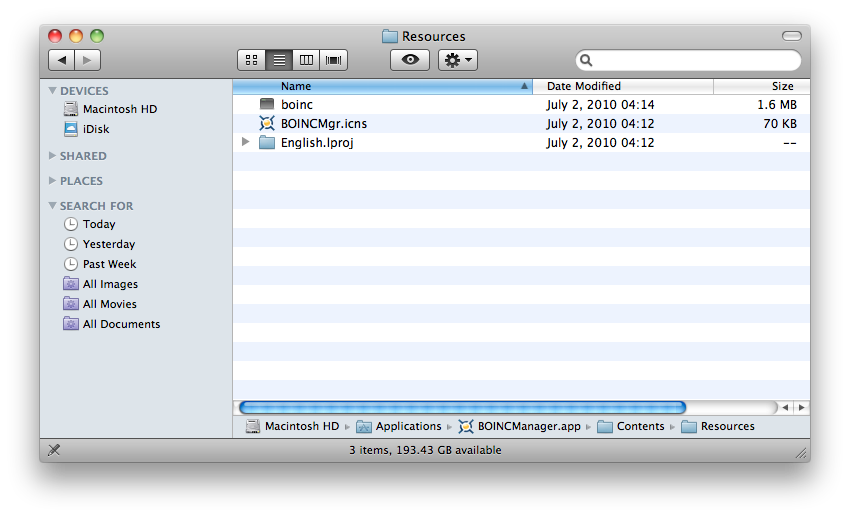 Resources
DEVICES
Macintosh HD
iDisk
SHARED
PLACES
SEARCH FOR
Today
Yesterday
Past Week
All Images
All Movies
All Documents
Name Date Modified Size
boinc July 2, 2010 04:14 1.6 MB
BOINCMgr.icns July 2, 2010 04:12 70 KB
English.lproj July 2, 2010 04:12 --
Macintosh HD Applications BOINCManager.app Contents Resources
3 items, 193.43 GB available